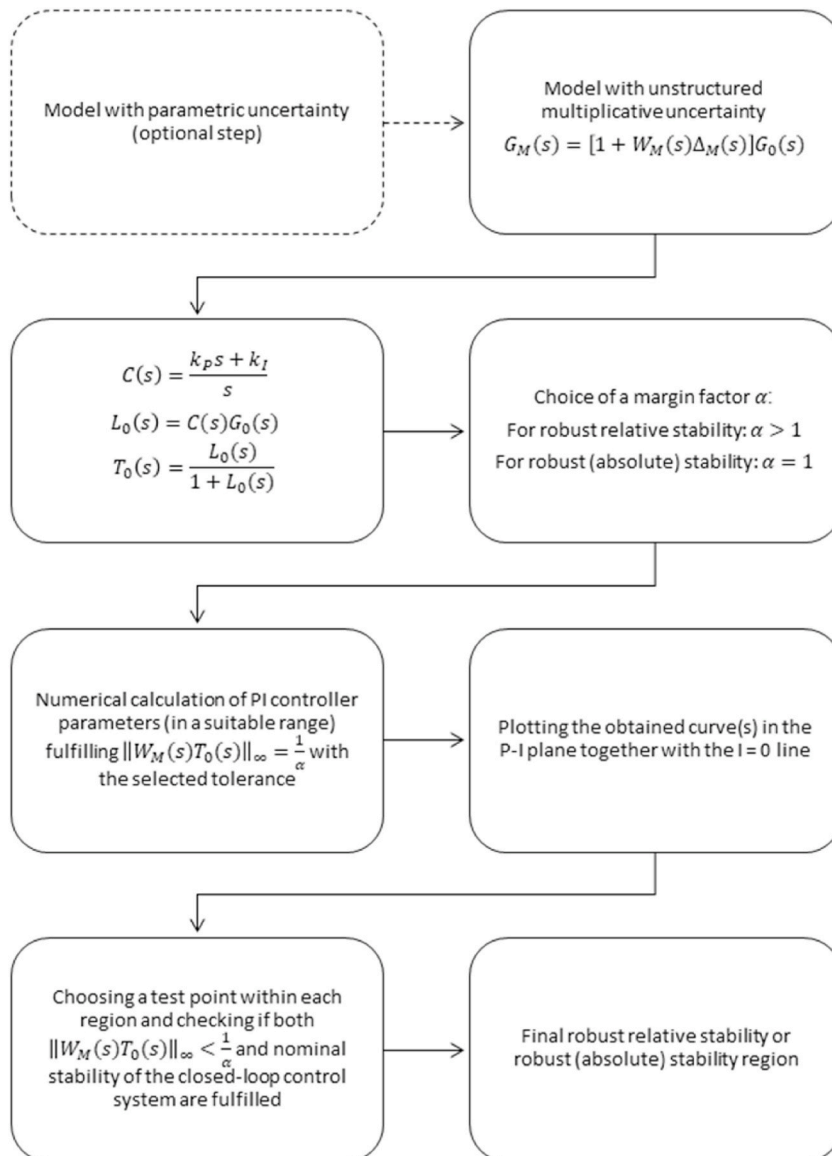 Model with parametric uncertainty
(optional step)
Model with unstructured
multiplicative uncertainty
G_M(s) = [1 + W_M(s)Δ_M(s)]G_0(s)
C(s) = \frac{k_P s + k_I}{s}
L_0(s) = C(s)G_0(s)
T_0(s) = \frac{L_0(s)}{1 + L_0(s)}
Choice of a margin factor α:
For robust relative stability: α > 1
For robust (absolute) stability: α = 1
Numerical calculation of PI controller
parameters (in a suitable range)
fulfilling ‖W_M(s)T_0(s)‖_∞ = \frac{1}{α} with
the selected tolerance
Plotting the obtained curve(s) in the
P-I plane together with the I = 0 line
Choosing a test point within each
region and checking if both
‖W_M(s)T_0(s)‖_∞ < \frac{1}{α} and nominal
stability of the closed-loop control
system are fulfilled
Final robust relative stability or
robust (absolute) stability region